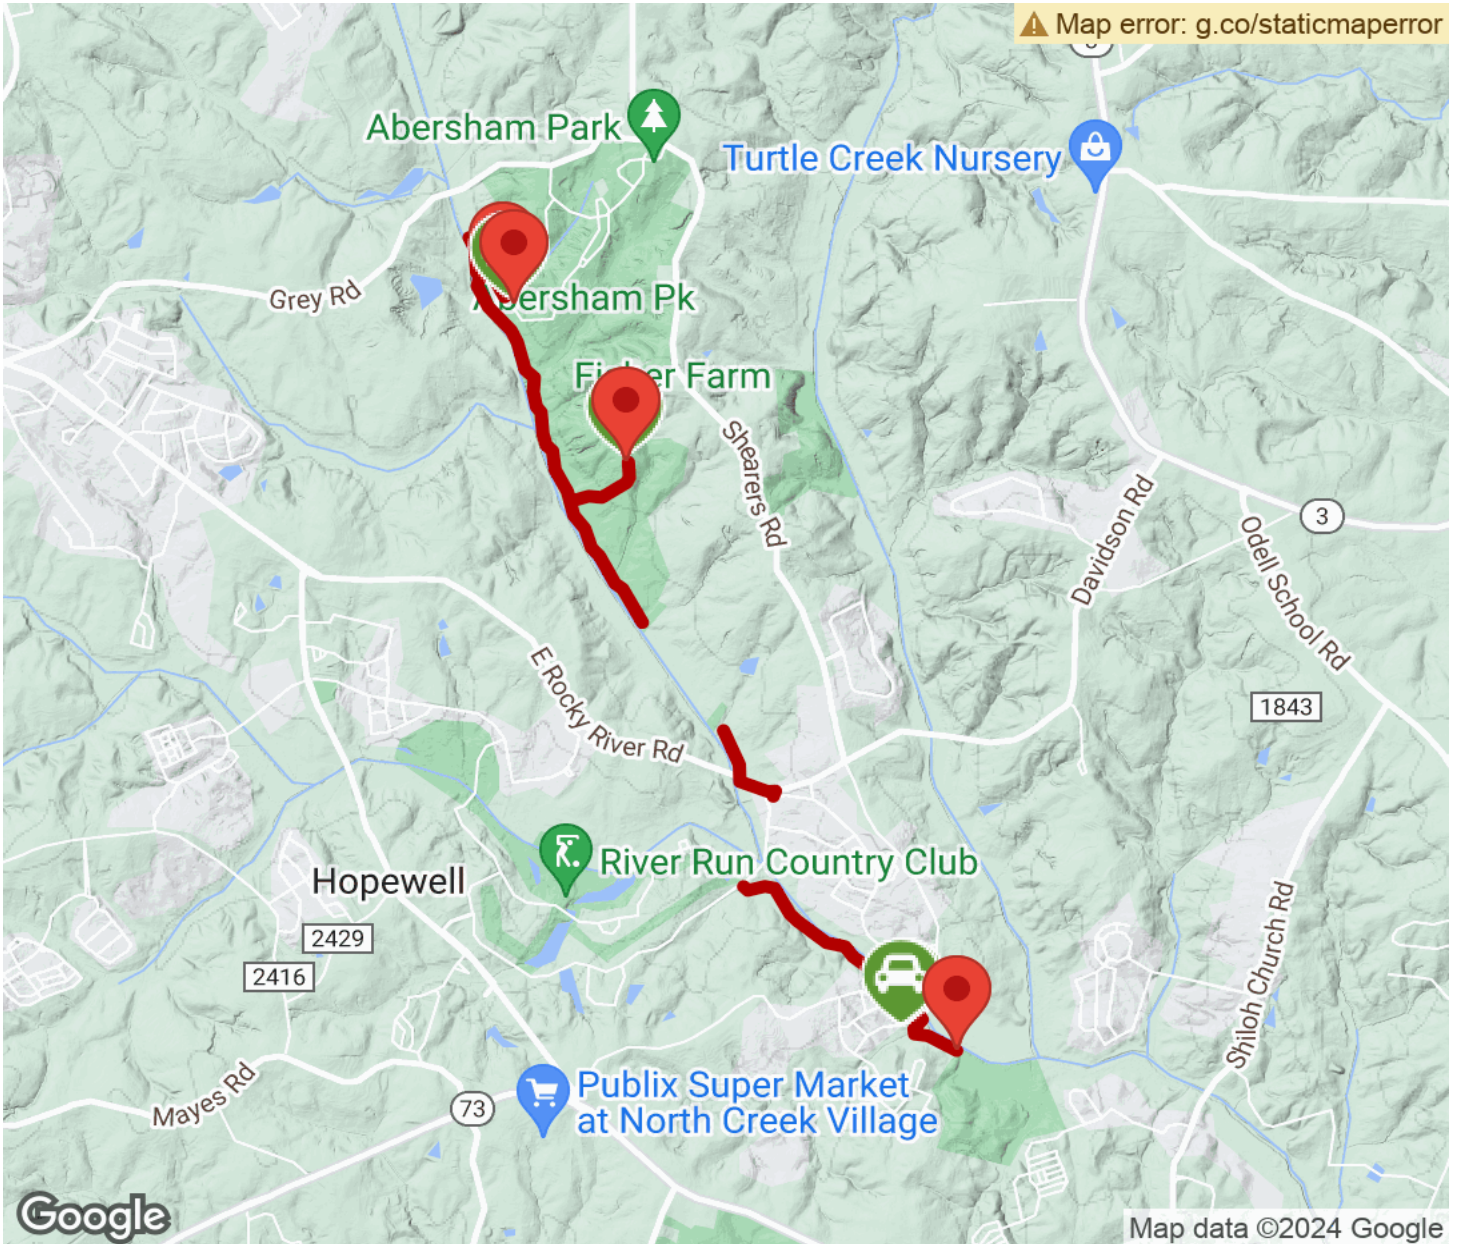 Map error: g.co/staticmaperror
Abersham Park
Turtle Creek Nursery
Grey Rd
Abersham Pk
Farm
Shearers Rd
Davidson Rd
3
Odell School Rd
E Rocky River Rd
1843
River Run Country Club
Hopewell
2429
2416
Shiloh Church Rd
Mayes Rd
73
Publix Super Market
at North Creek Village
Google
Map data ©2024 Google